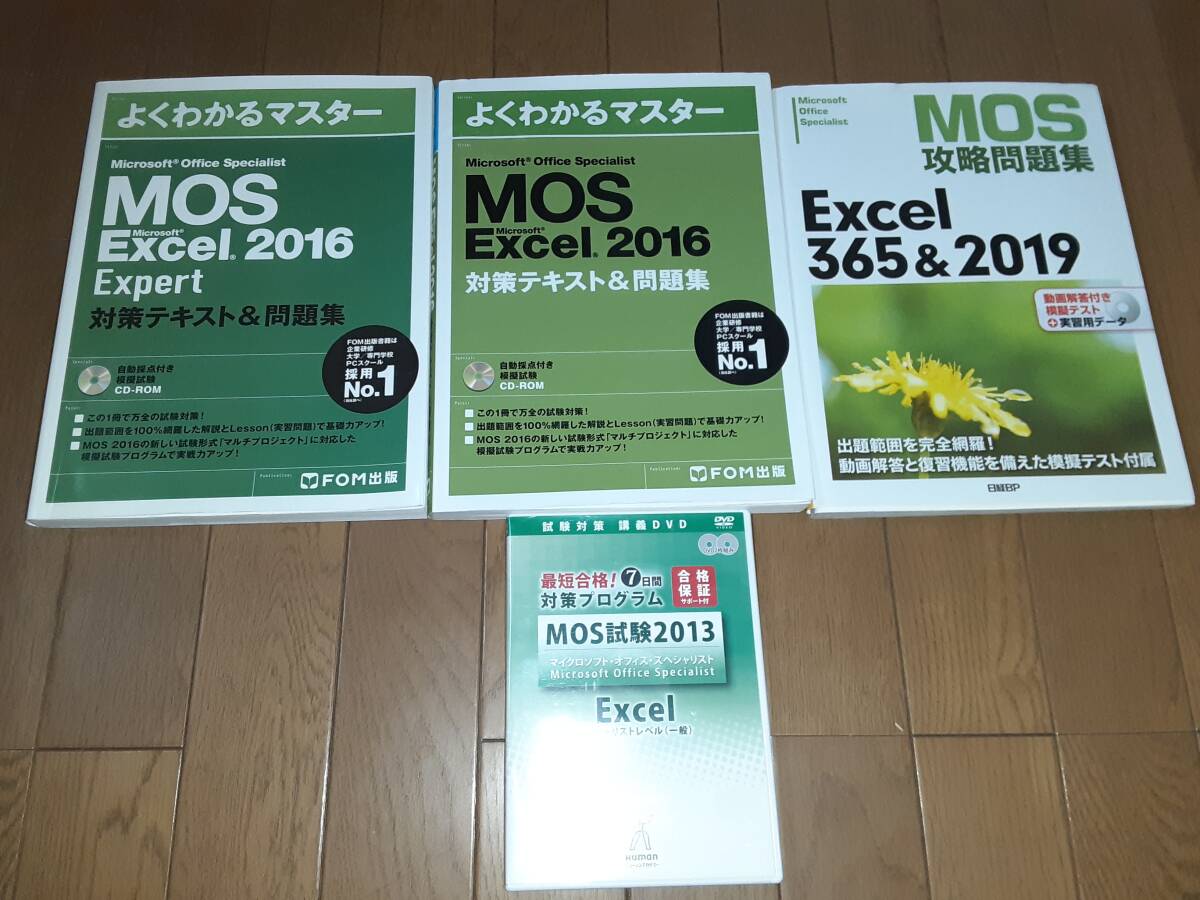 よくわかるマスター
Microsoft® Office Specialist
MOS
Microsoft®
Excel® 2016
Expert
対策テキスト&問題集
FOM出版書籍は
企業研修
大学/専門学校
PCスクール
採用
No.1
自動採点付き
模擬試験
CD-ROM
この1冊で万全の試験対策!
出題範囲を100%網羅した解説とLesson(実習問題)で基礎力アップ!
MOS 2016の新しい試験形式「マルチプロジェクト」に対応した
模擬試験プログラムで実戦力アップ!
FOM出版
よくわかるマスター
Microsoft® Office Specialist
MOS
Microsoft®
Excel® 2016
対策テキスト&問題集
FOM出版書籍は
企業研修
大学/専門学校
PCスクール
採用
No.1
自動採点付き
模擬試験
CD-ROM
この1冊で万全の試験対策!
出題範囲を100%網羅した解説とLesson(実習問題)で基礎力アップ!
MOS 2016の新しい試験形式「マルチプロジェクト」に対応した
模擬試験プログラムで実戦力アップ!
FOM出版
Microsoft
Office
Specialist
MOS
攻略問題集
Excel
365&2019
動画解答付き
模擬テスト
+実習用データ
出題範囲を完全網羅!
動画解答と復習機能を備えた模擬テスト付属
日経BP
試験対策 講義DVD
DVD
VIDEO
DVD2枚組み
最短合格!7日間
対策プログラム
合格
保証
サポート付
MOS試験2013
マイクロソフト・オフィス・スペシャリスト
Microsoft Office Specialist
Excel
リストレベル(一般)
Human